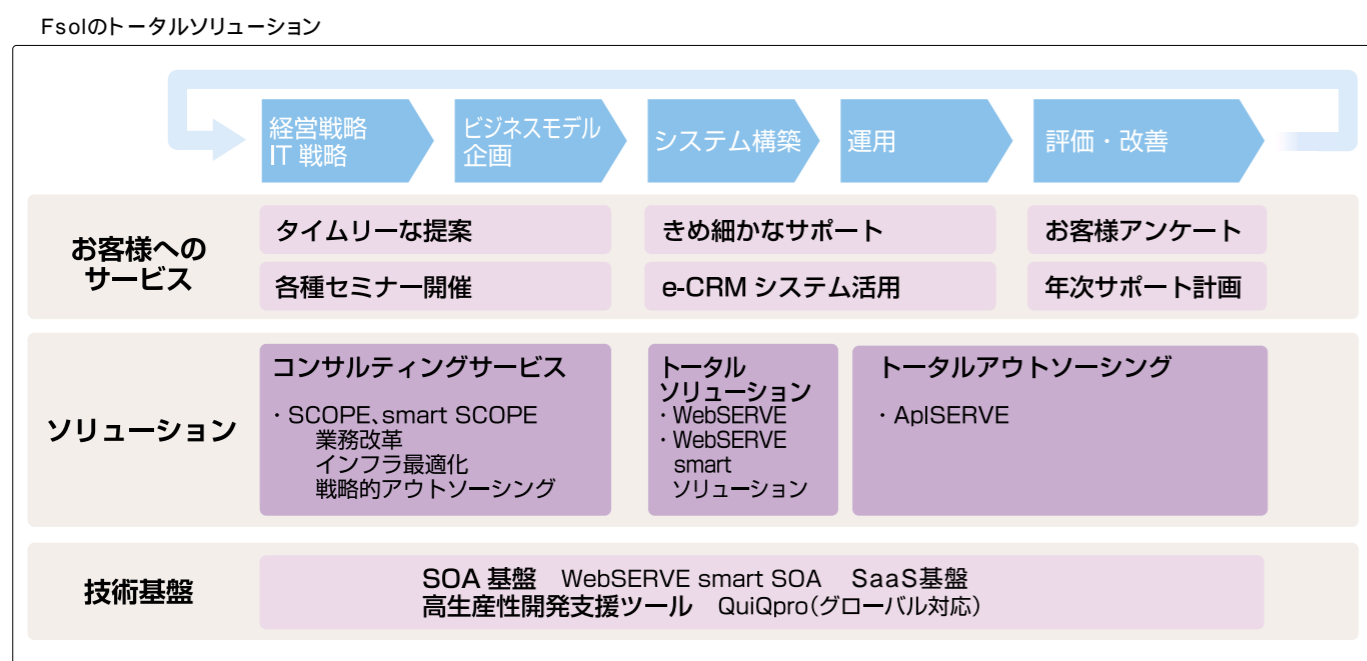 Fsolのトータルソリューション
経営戦略
IT 戦略
ビジネスモデル
企画
システム構築
運用
評価・改善
お客様への
サービス
タイムリーな提案
きめ細かなサポート
お客様アンケート
各種セミナー開催
e-CRM システム活用
年次サポート計画
ソリューション
コンサルティングサービス
・SCOPE、smart SCOPE
業務改革
インフラ最適化
戦略的アウトソーシング
トータル
ソリューション
・WebSERVE
・WebSERVE
smart
ソリューション
トータルアウトソーシング
・AplSERVE
技術基盤
SOA 基盤 WebSERVE smart SOA SaaS基盤
高生産性開発支援ツール QuiQpro(グローバル対応)